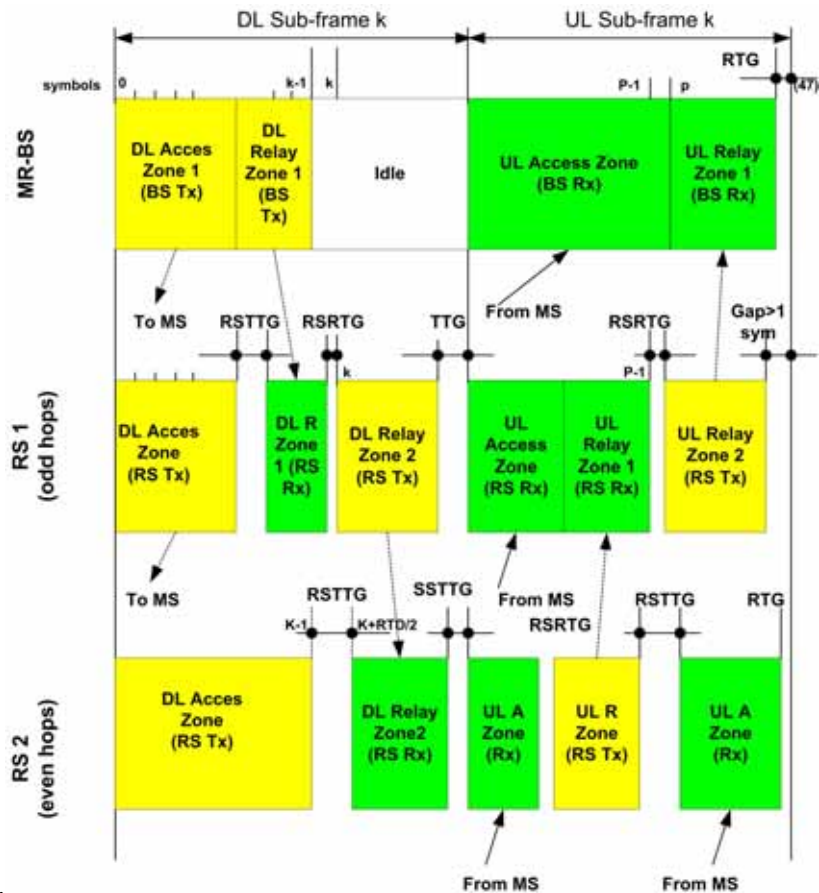 DL Sub-frame k
UL Sub-frame k
RTG
symbols
0
k-1
k
P-1
p
(47)
MR-BS
DL Acces
Zone 1
(BS Tx)
DL
Relay
Zone 1
(BS
Tx)
Idle
UL Access Zone
(BS Rx)
UL Relay
Zone 1
(BS Rx)
To MS
RSTTG
RSRTG
TTG
From MS
RSRTG
Gap>1
sym
k
P-1
RS 1
(odd hops)
DL Acces
Zone
(RS Tx)
DL R
Zone
1 (RS
Rx)
DL Relay
Zone 2
(RS Tx)
UL
Access
Zone
(RS Rx)
UL
Relay
Zone 1
(RS Rx)
UL Relay
Zone 2
(RS Tx)
To MS
RSTTG
SSTTG
From MS
RSRTG
RSTTG
RTG
K-1
K+RTD/2
RS 2
(even hops)
DL Acces
Zone
(RS Tx)
DL Relay
Zone2
(RS Rx)
UL A
Zone
(Rx)
UL R
Zone
(RS Tx)
UL A
Zone
(Rx)
From MS
From MS